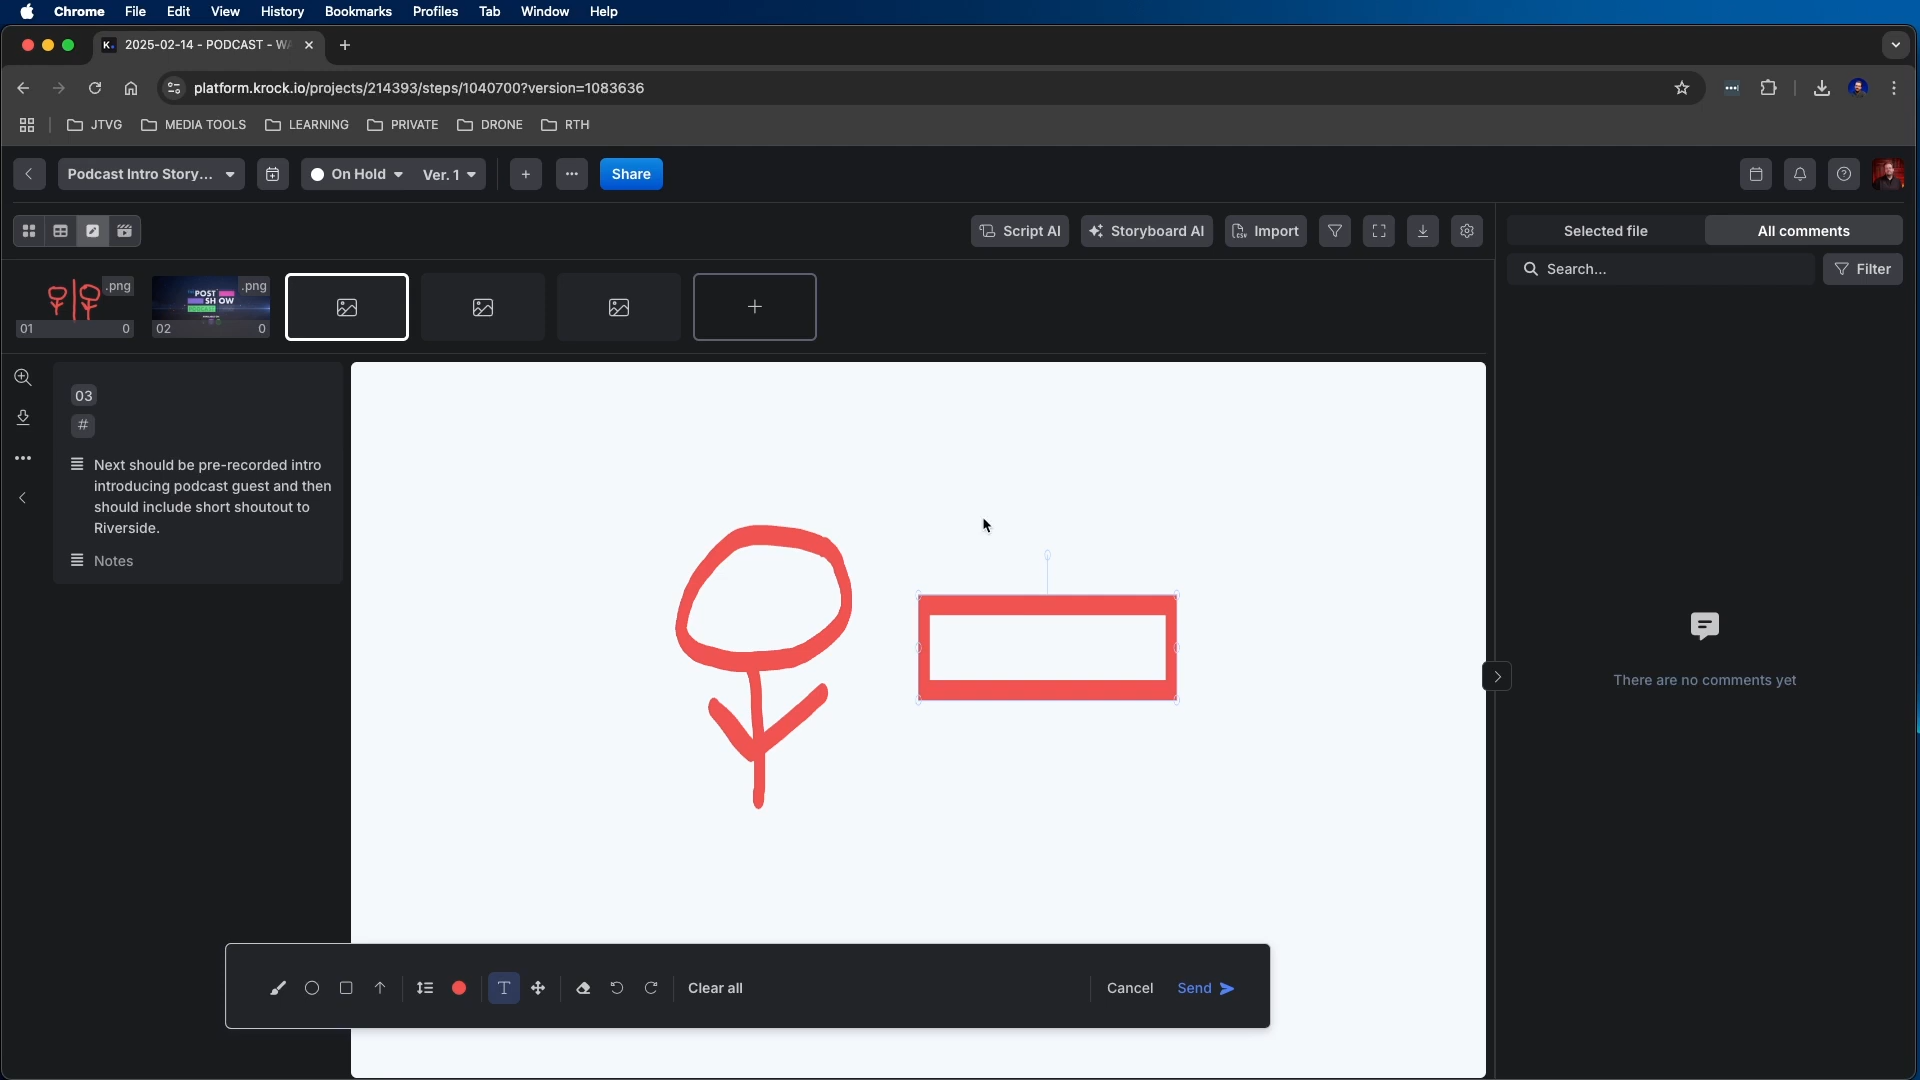 Chrome File Edit View History Bookmarks Profiles Tab Window Help
K. 2025-02-14 - PODCAST - W
platform.krock.io/projects/214393/steps/1040700?version=1083636
JTVG MEDIA TOOLS LEARNING PRIVATE DRONE RTH
Podcast Intro Story... On Hold Ver. 1 + Share
Script AI Storyboard AI CSV Import Selected file All comments
Search... Filter
.png .png
POST
SHOW
PODCAST
01 0 02 0
03
#
Next should be pre-recorded intro
introducing podcast guest and then
should include short shoutout to
Riverside.
Notes
There are no comments yet
T Clear all Cancel Send